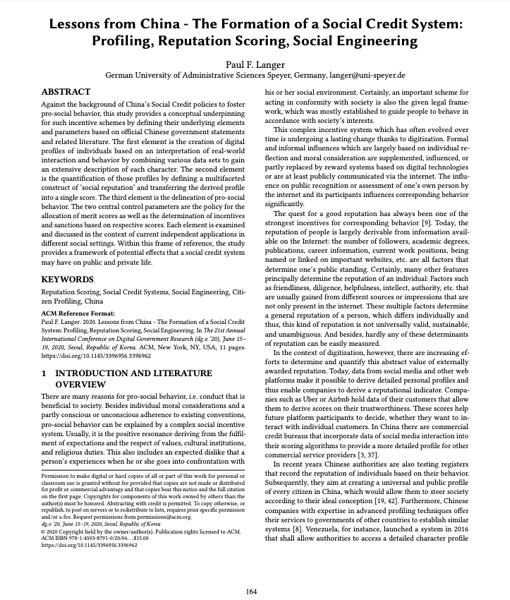 Lessons from China - The Formation of a Social Credit System:
Profiling, Reputation Scoring, Social Engineering
Paul F. Langer
German University of Administrative Sciences Speyer, Germany, langer@uni-speyer.de
ABSTRACT
Against the background of China's Social Credit policies to foster
pro-social behavior, this study provides a conceptual underpinning
for such incentive schemes by defining their underlying elements
and parameters based on official Chinese government statements
and related literature. The first element is the creation of digital
profiles of individuals based on an interpretation of real-world
interaction and behavior by combining various data sets to gain
an extensive description of each character. The second element
is the quantification of those profiles by defining a multifaceted
construct of 'social reputation' and transferring the derived profile
into a single score. The third element is the delineation of pro-social
behavior. The two central control parameters are the policy for the
allocation of merit scores as well as the determination of incentives
and sanctions based on respective scores. Each element is examined
and discussed in the context of current independent applications in
different social settings. Within this frame of reference, the study
provides a framework of potential effects that a social credit system
may have on public and private life.
KEYWORDS
Reputation Scoring, Social Credit Systems, Social Engineering, Citi-
zen Profiling, China
ACM Reference Format:
Paul F. Langer. 2020. Lessons from China - The Formation of a Social Credit
System: Profiling, Reputation Scoring, Social Engineering. In The 21st Annual
International Conference on Digital Government Research (dg.o '20), June 15–
19, 2020, Seoul, Republic of Korea. ACM, New York, NY, USA, 11 pages.
https://doi.org/10.1145/3396956.3396962
1 INTRODUCTION AND LITERATURE
OVERVIEW
There are many reasons for pro-social behavior, i.e. conduct that is
beneficial to society. Besides individual moral considerations and a
partly conscious or unconscious adherence to existing conventions,
pro-social behavior can be explained by a complex social incentive
system. Usually, it is the positive resonance deriving from the fulfil-
ment of expectations and the respect of values, cultural institutions,
and religious duties. This also includes an expected dislike that a
person's experiences when he or she goes into confrontation with
Permission to make digital or hard copies of all or part of this work for personal or
classroom use is granted without fee provided that copies are not made or distributed
for profit or commercial advantage and that copies bear this notice and the full citation
on the first page. Copyrights for components of this work owned by others than the
author(s) must be honored. Abstracting with credit is permitted. To copy otherwise, or
republish, to post on servers or to redistribute to lists, requires prior specific permission
and/or a fee. Request permissions from permissions@acm.org.
dg.o '20, June 15–19, 2020, Seoul, Republic of Korea
© 2020 Copyright held by the owner/author(s). Publication rights licensed to ACM.
ACM ISBN 978-1-4503-8791-0/20/06...$15.00
https://doi.org/10.1145/3396956.3396962
his or her social environment. Certainly, an important scheme for
acting in conformity with society is also the given legal frame-
work, which was mostly established to guide people to behave in
accordance with society's interests.
This complex incentive system which has often evolved over
time is undergoing a lasting change thanks to digitization. Formal
and informal influences which are largely based on individual re-
flection and moral consideration are supplemented, influenced, or
partly replaced by reward systems based on digital technologies
or are at least publicly communicated via the internet. The influ-
ence on public recognition or assessment of one's own person by
the internet and its participants influences corresponding behavior
significantly.
The quest for a good reputation has always been one of the
strongest incentives for corresponding behavior [9]. Today, the
reputation of people is largely derivable from information avail-
able on the Internet: the number of followers, academic degrees,
publications, career information, current work positions, being
named or linked on important websites, etc. are all factors that
determine one's public standing. Certainly, many other features
principally determine the reputation of an individual: Factors such
as friendliness, diligence, helpfulness, intellect, authority, etc. that
are usually gained from different sources or impressions that are
not only present in the internet. These multiple factors determine
a general reputation of a person, which differs individually and
thus, this kind of reputation is not universally valid, sustainable,
and unambiguous. And besides, hardly any of these determinants
of reputation can be easily measured.
In the context of digitization, however, there are increasing ef-
forts to determine and quantify this abstract value of externally
awarded reputation. Today, data from social media and other web
platforms make it possible to derive detailed personal profiles and
thus enable companies to derive a reputational indicator. Compa-
nies such as Uber or Airbnb hold data of their customers that allow
them to derive scores on their trustworthiness. These scores help
future platform participants to decide, whether they want to in-
teract with individual customers. In China there are commercial
credit bureaus that incorporate data of social media interaction into
their scoring algorithms to provide a more detailed profile for other
commercial service providers [3, 37].
In recent years Chinese authorities are also testing registers
that record the reputation of individuals based on their behavior.
Subsequently, they aim at creating a universal and public profile
of every citizen in China, which would allow them to steer society
according to their ideal conception [19, 42]. Furthermore, Chinese
companies with expertise in advanced profiling techniques offer
their services to governments of other countries to establish similar
systems [8]. Venezuela, for instance, launched a system in 2016
that shall allow authorities to access a detailed character profile
164